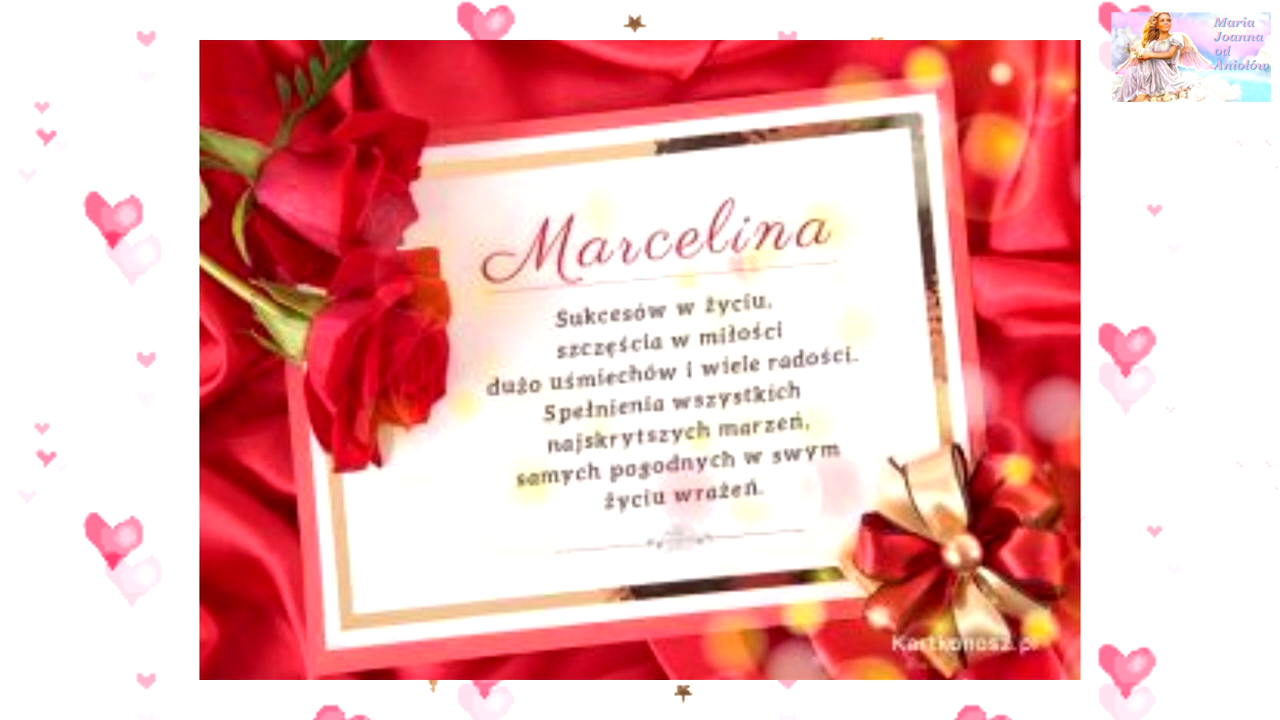 Maria
Joanna
od
Aniołów
Marcelina
Sukcesów w życiu,
szczęścia w miłości
dużo uśmiechów i wiele radości.
Spełnienia wszystkich
najskrytszych marzeń,
samych pogodnych w swym
życiu wrażeń.
Kartkonosz.pl